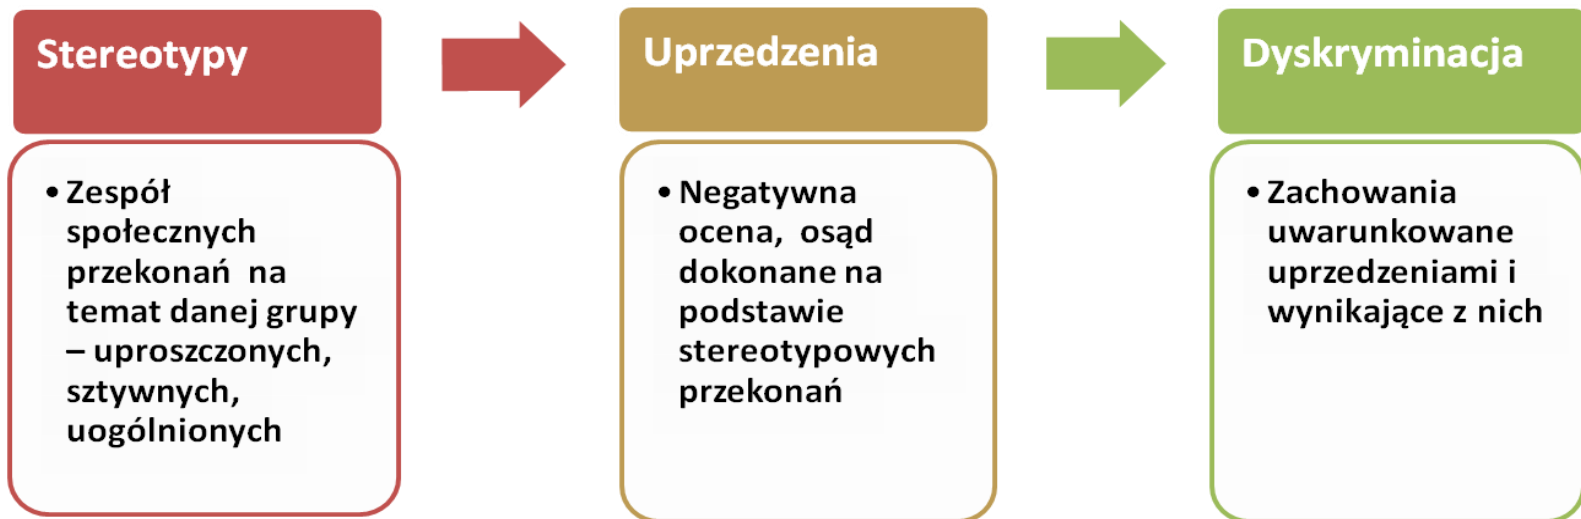 Stereotypy
• Zespół
społecznych
przekonań na
temat danej grupy
– uproszczonych,
sztywnych,
uogólnionych
Uprzedzenia
• Negatywna
ocena, osąd
dokonane na
podstawie
stereotypowych
przekonań
Dyskryminacja
• Zachowania
uwarunkowane
uprzedzeniami i
wynikające z nich